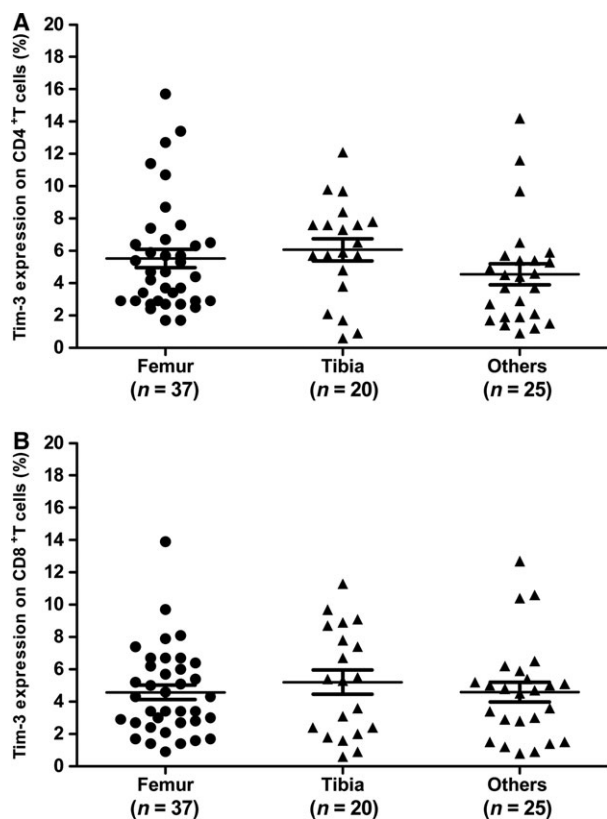 A
Tim-3 expression on CD4 +T cells (%)
20
18
16
14
12
10
8
6
4
2
0
Femur Tibia Others
(n = 37) (n = 20) (n = 25)
B
Tim-3 expression on CD8 +T cells (%)
20
18
16
14
12
10
8
6
4
2
0
Femur Tibia Others
(n = 37) (n = 20) (n = 25)